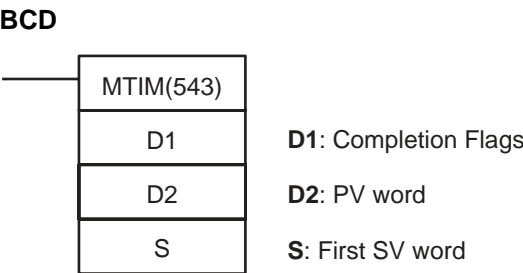 BCD
MTIM(543)
D1 D1: Completion Flags
D2 D2: PV word
S S: First SV word